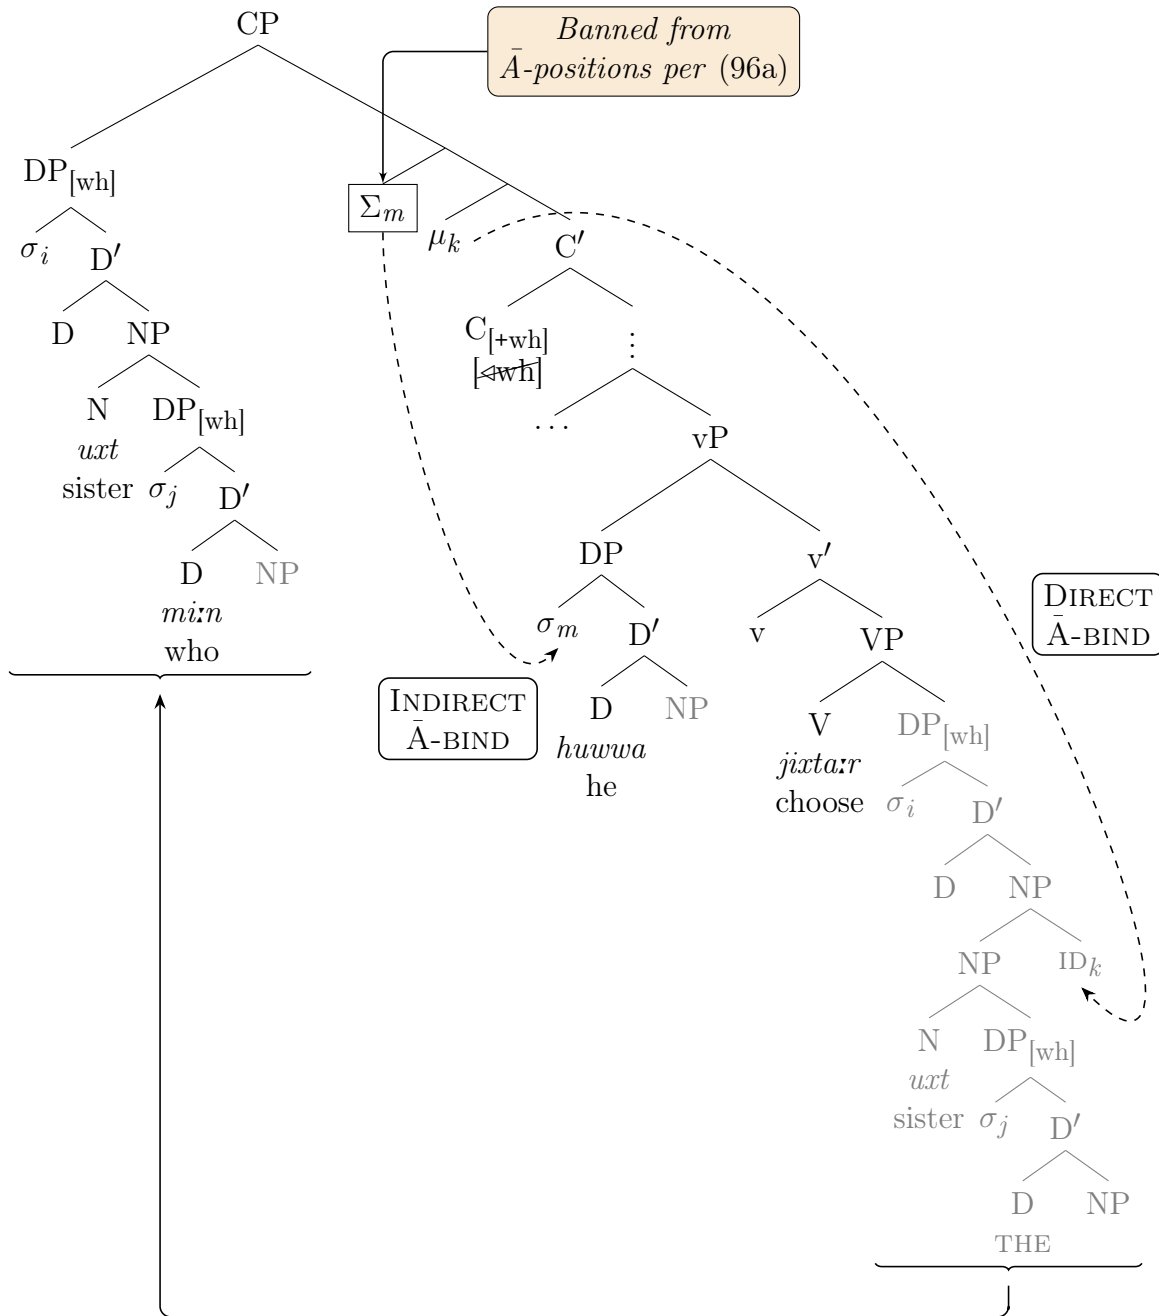 CP
Banned from
Ā-positions per (96a)
DP[wh]
Σm
σi
D′
μk
C′
D
NP
C[+wh]
[◁wh]
⋮
N
DP[wh]
uxt
sister
σj
D′
…
vP
D
NP
miːn
who
DP
v'
σm
D′
v
VP
DIRECT
Ā-BIND
INDIRECT
Ā-BIND
D
NP
huwwa
he
V
DP[wh]
jixtaːr
choose
σi
D′
D
NP
NP
IDk
N
DP[wh]
uxt
sister
σj
D′
D
NP
THE